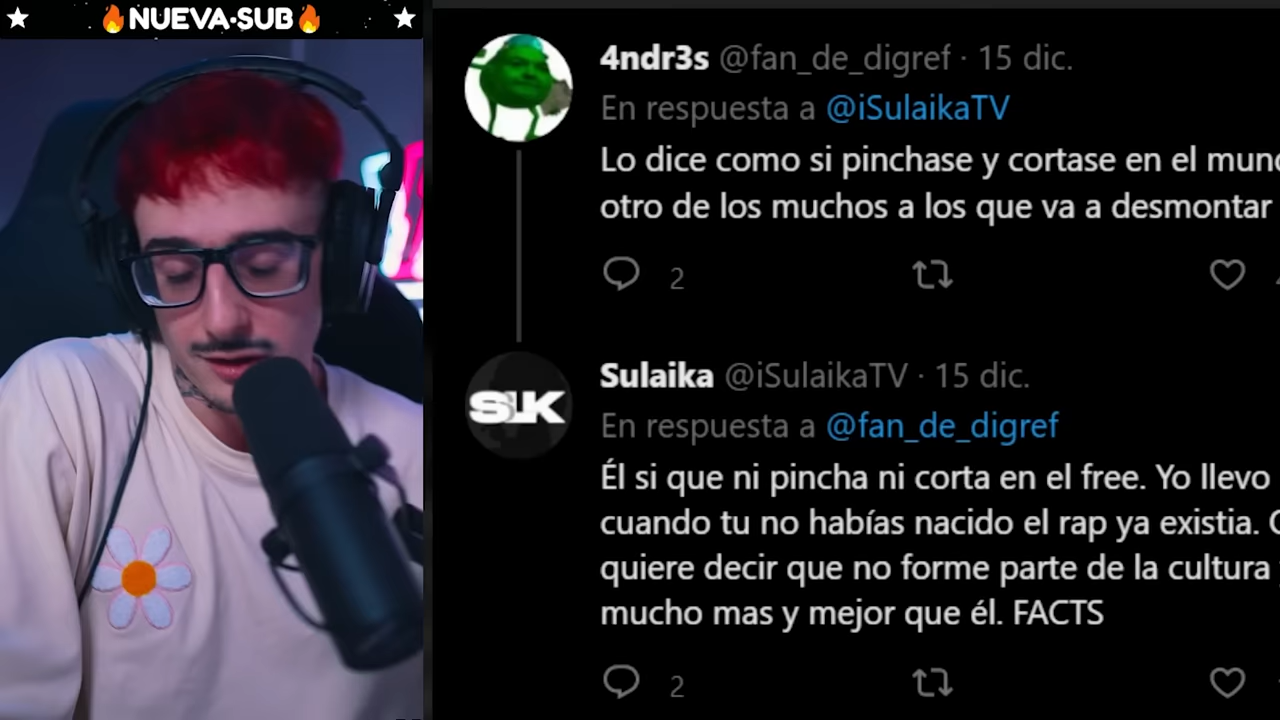 NUEVA·SUB
4ndr3s @fan_de_digref · 15 dic.
En respuesta a @iSulaikaTV
Lo dice como si pinchase y cortase en el
otro de los muchos a los que va a desmontar
2
SLK
Sulaika @iSulaikaTV · 15 dic.
En respuesta a @fan_de_digref
Él si que ni pincha ni corta en el free. Yo llevo
cuando tu no habías nacido el rap ya existia.
quiere decir que no forme parte de la cultura
mucho mas y mejor que él. FACTS
2